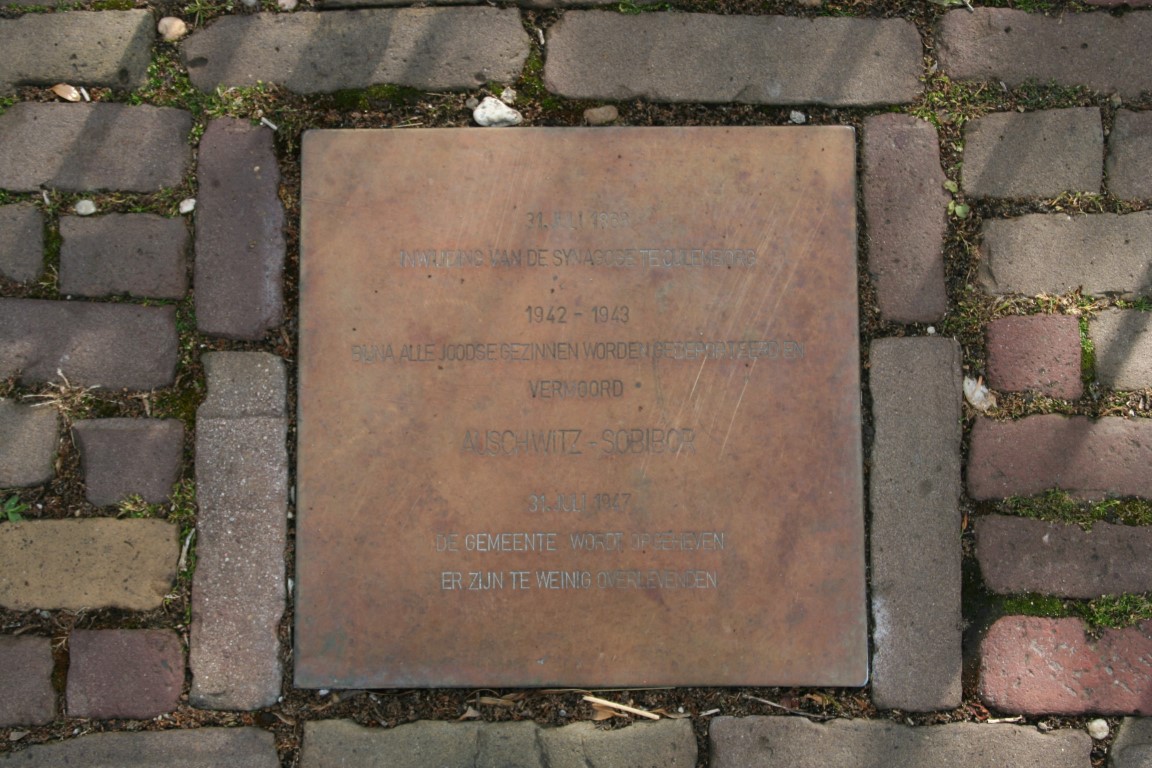 31 JULI
INWIJDING VAN DE SYNAGOGE TE CULEMBORG
1942 - 1943
BIJNA ALLE JOODSE GEZINNEN WORDEN GEDEPORTEERD EN
VERMOORD
AUSCHWITZ - SOBIBOR
31 JULI 1947
DE GEMEENTE WORDT OPGEHEVEN.
ER ZIJN TE WEINIG OVERLEVENDEN.